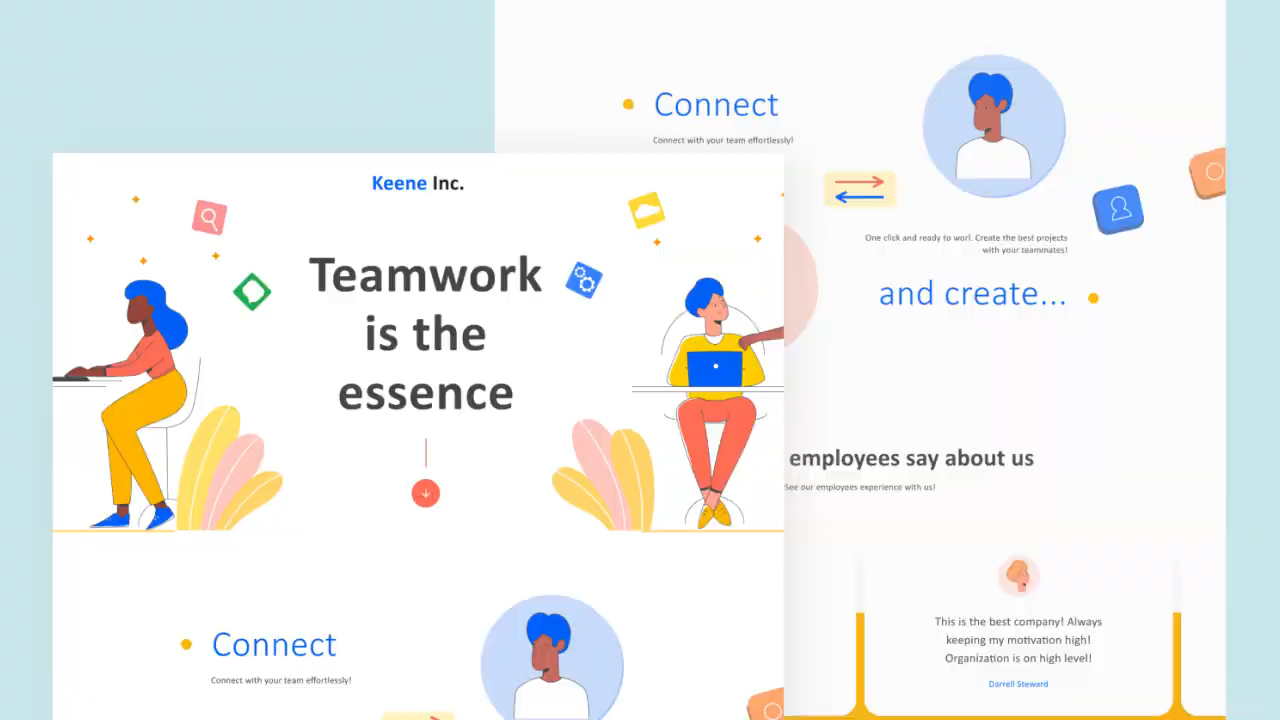 Keene Inc.
Teamwork
is the
essence
Connect
Connect with your team effortlessly!
Connect
Connect with your team effortlessly!
One click and ready to worl. Create the best projects
with your teammates!
and create...
employees say about us
See our employees experience with us!
This is the best company! Always
keeping my motivation high!
Organization is on high level!
Darrell Steward